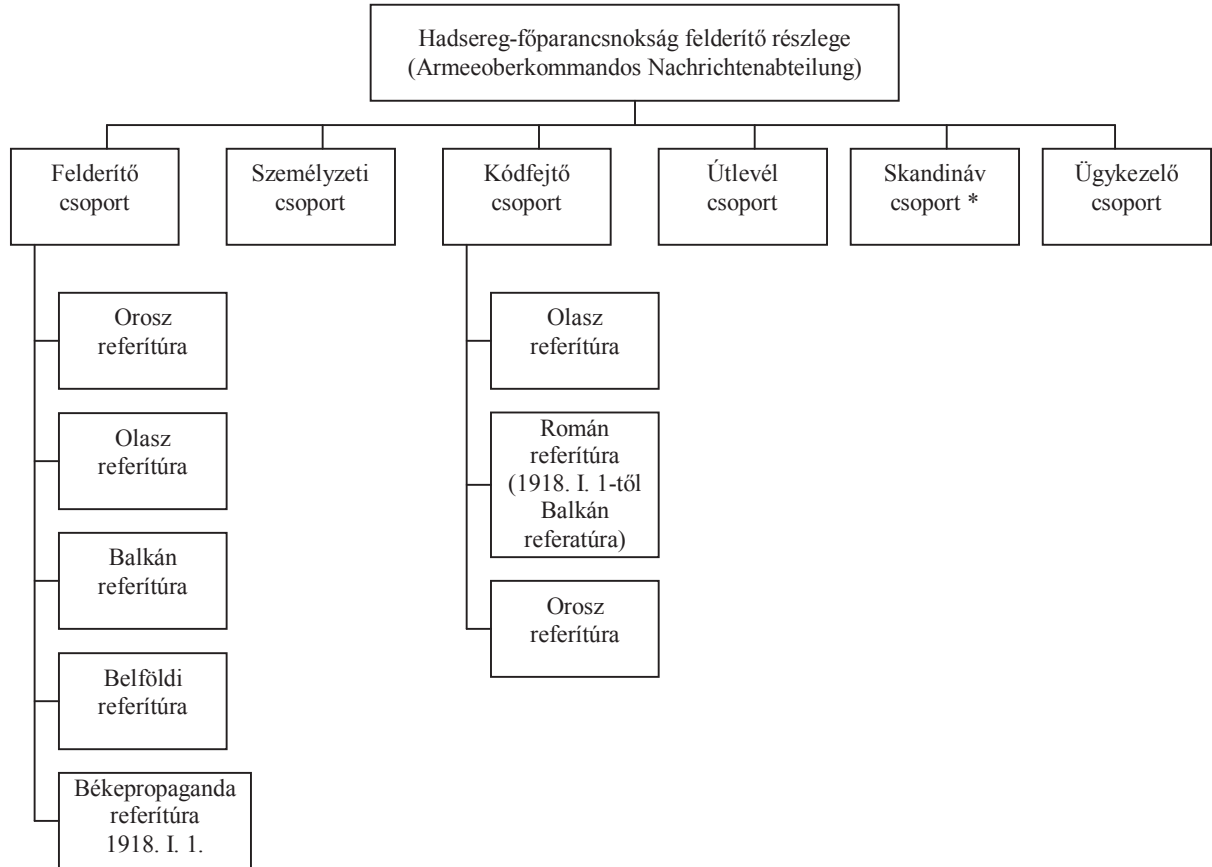 Hadsereg-főparancsnokság felderítő részlege
(Armeeoberkommandos Nachrichtenabteilung)
Felderítő
csoport
Személyzeti
csoport
Kódfejtő
csoport
Útlevél
csoport
Skandináv
csoport *
Ügykezelő
csoport
Orosz
referítúra
Olasz
referítúra
Balkán
referítúra
Belföldi
referítúra
Békepropaganda
referítúra
1918. I. 1.
Olasz
referítúra
Román
referítúra
(1918. I. 1-től
Balkán
referatúra)
Orosz
referítúra